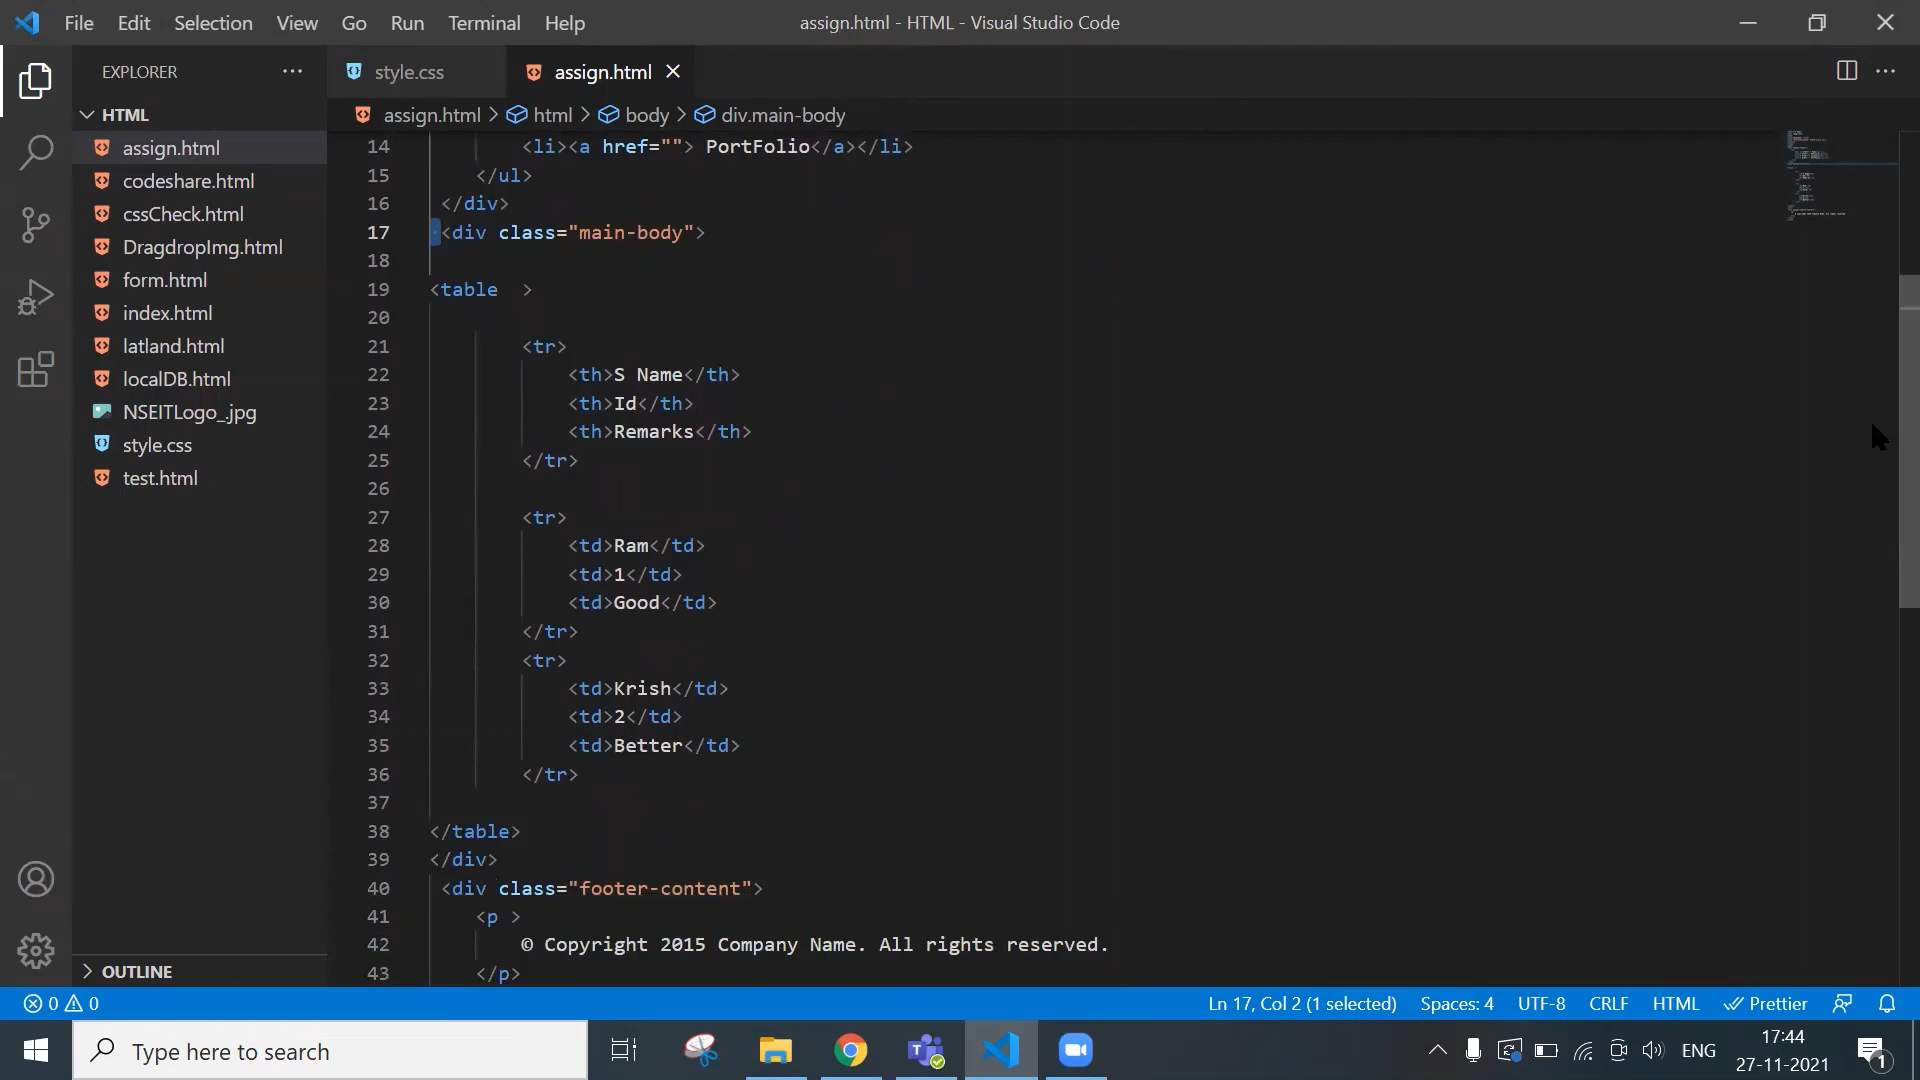 File Edit Selection View Go Run Terminal Help
assign.html - HTML - Visual Studio Code
EXPLORER
style.css
assign.html
HTML
assign.html > html > body > div.main-body
assign.html
codeshare.html
cssCheck.html
DragdropImg.html
form.html
index.html
latland.html
localDB.html
NSEITLogo_.jpg
style.css
test.html
OUTLINE
14 <li><a href=""> PortFolio</a></li>
15 </ul>
16 </div>
17 <div class="main-body">
18
19 <table  >
20
21 <tr>
22 <th>S Name</th>
23 <th>Id</th>
24 <th>Remarks</th>
25 </tr>
26
27 <tr>
28 <td>Ram</td>
29 <td>1</td>
30 <td>Good</td>
31 </tr>
32 <tr>
33 <td>Krish</td>
34 <td>2</td>
35 <td>Better</td>
36 </tr>
37
38 </table>
39 </div>
40 <div class="footer-content">
41 <p >
42 © Copyright 2015 Company Name. All rights reserved.
43 </p>
0 0
Ln 17, Col 2 (1 selected) Spaces: 4 UTF-8 CRLF HTML Prettier
Type here to search
ENG
17:44
27-11-2021
1